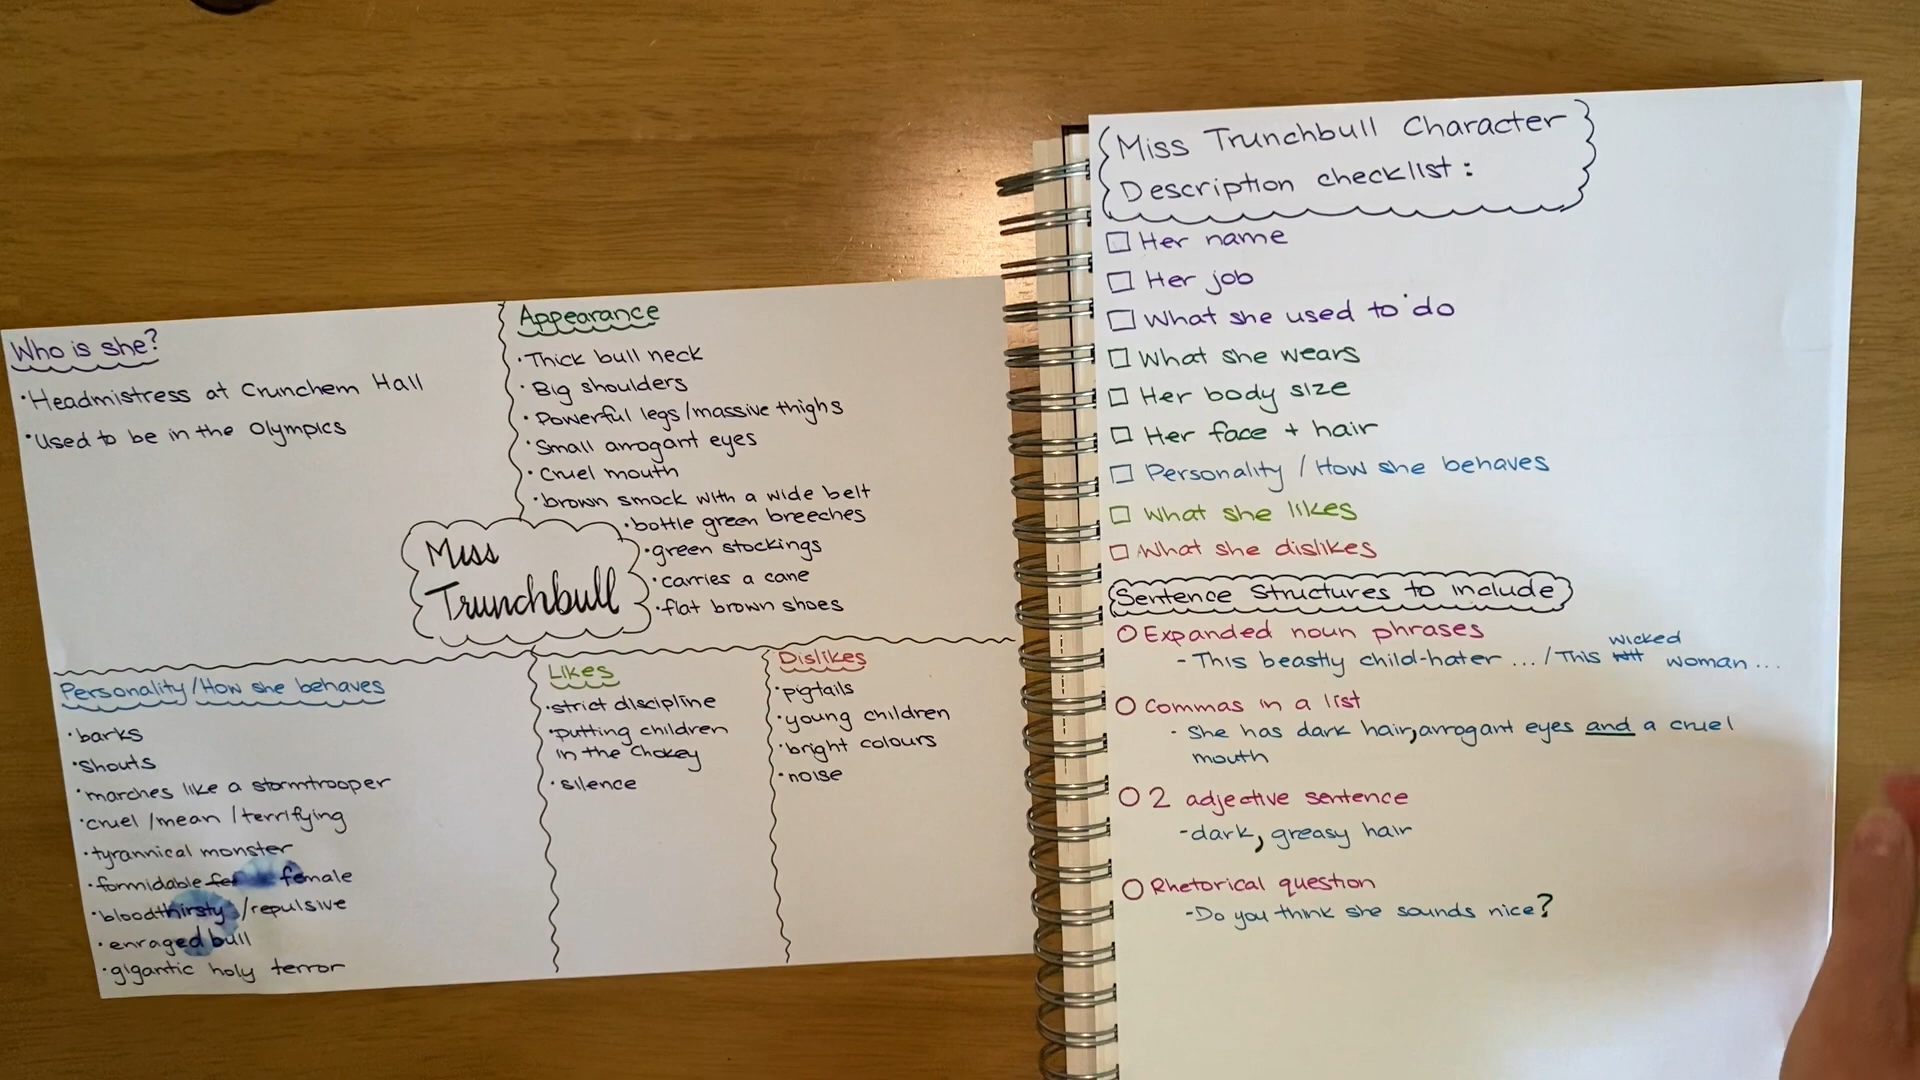 Who is she?
·Headmistress at Crunchem Hall
·Used to be in the Olympics
Appearance
·Thick bull neck
·Big shoulders
·Powerful legs/massive thighs
·Small arrogant eyes
·Cruel mouth
·brown smock with a wide belt
·bottle green breeches
·green stockings
·carries a cane
·flat brown shoes
Miss
Trunchbull
Personality/How she behaves
·barks
·shouts
·marches like a stormtrooper
·cruel/mean/terrifying
·tyrannical monster
·formidable female
·bloodthirsty/repulsive
·enraged bull
·gigantic holy terror
Likes
·strict discipline
·putting children
in the Chokey
·silence
Dislikes
·pigtails
·young children
·bright colours
·noise
Miss Trunchbull Character
Description checklist:
Her name
Her job
What she used to do
What she wears
Her body size
Her face + hair
Personality/How she behaves
What she likes
What she dislikes
Sentence Structures to include
Expanded noun phrases
-This beastly child-hater .../This wicked woman...
Commas in a list
- She has dark hair, arrogant eyes and a cruel
mouth
2 adjective sentence
-dark, greasy hair
Rhetorical question
-Do you think she sounds nice?